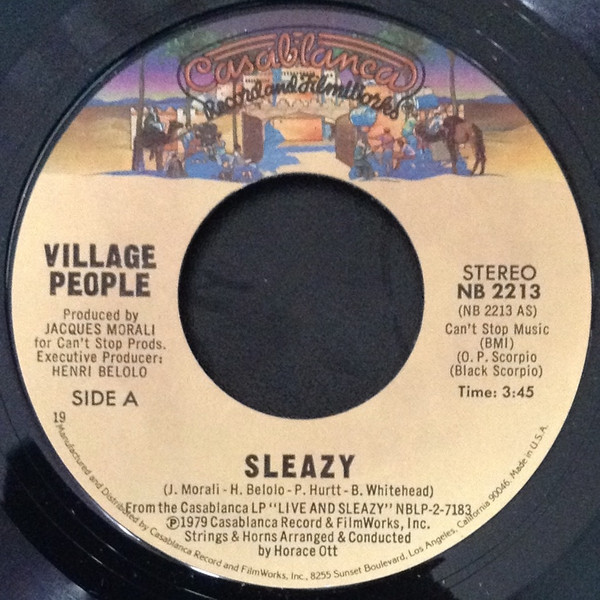 Casablanca
Record and FilmWorks
VILLAGE
PEOPLE
Produced by
JACQUES MORALI
for Can't Stop Prods.
Executive Producer:
HENRI BELOLO
SIDE A
19
STEREO
NB 2213
(NB 2213 AS)
Can't Stop Music
(BMI)
(O. P. Scorpio
(Black Scorpio)
Time: 3:45
SLEAZY
(J. Morali - H. Belolo - P. Hurtt - B. Whitehead)
From the Casablanca LP "LIVE AND SLEAZY" NBLP-2-7183
Ⓟ1979 Casablanca Record & FilmWorks, Inc.
Strings & Horns Arranged & Conducted
by Horace Ott
Manufactured and Distributed by Casablanca Record and FilmWorks, Inc., 8255 Sunset Boulevard, Los Angeles, California 90046. Made in U.S.A.